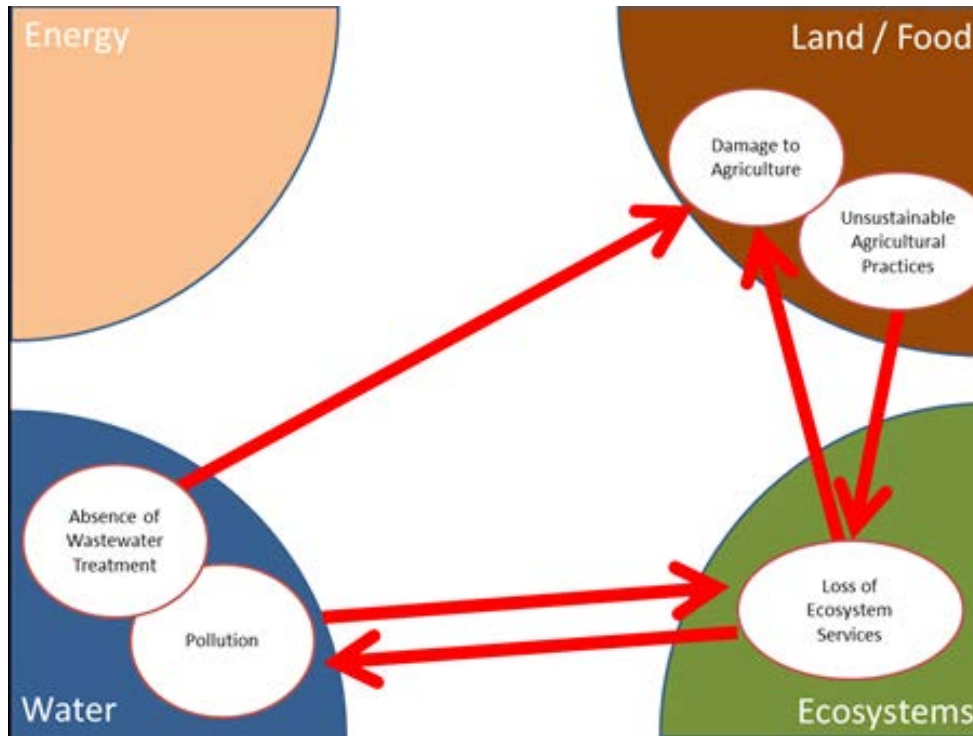 Energy
Land / Food
Damage to
Agriculture
Unsustainable
Agricultural
Practices
Absence of
Wastewater
Treatment
Pollution
Loss of
Ecosystem
Services
Water
Ecosystems